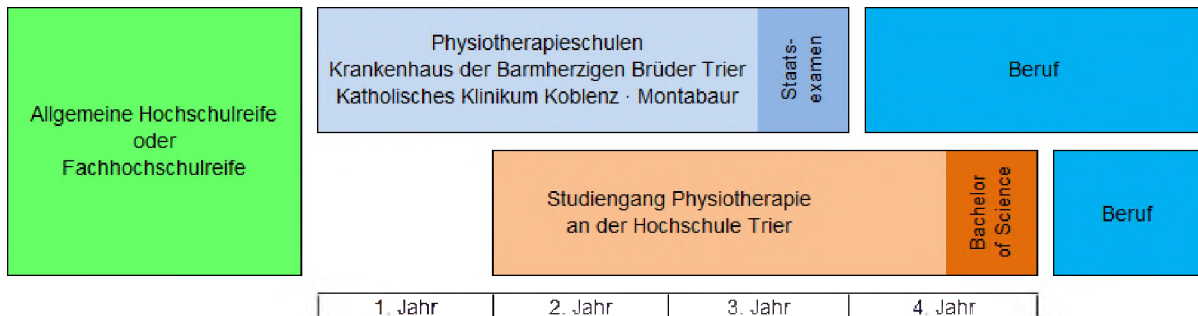 Allgemeine Hochschulreife
oder
Fachhochschulreife
Physiotherapieschulen
Krankenhaus der Barmherzigen Brüder Trier
Katholisches Klinikum Koblenz · Montabaur
Staats-
examen
Beruf
Studiengang Physiotherapie
an der Hochschule Trier
Bachelor
of Science
Beruf
1. Jahr
2. Jahr
3. Jahr
4. Jahr